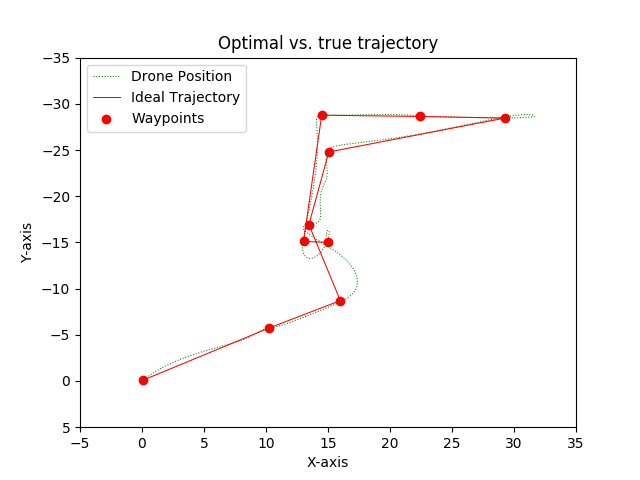 Optimal vs. true trajectory
Drone Position
Ideal Trajectory
Waypoints
−35
−30
−25
−20
−15
−10
−5
0
5
Y-axis
−5 0 5 10 15 20 25 30 35
X-axis